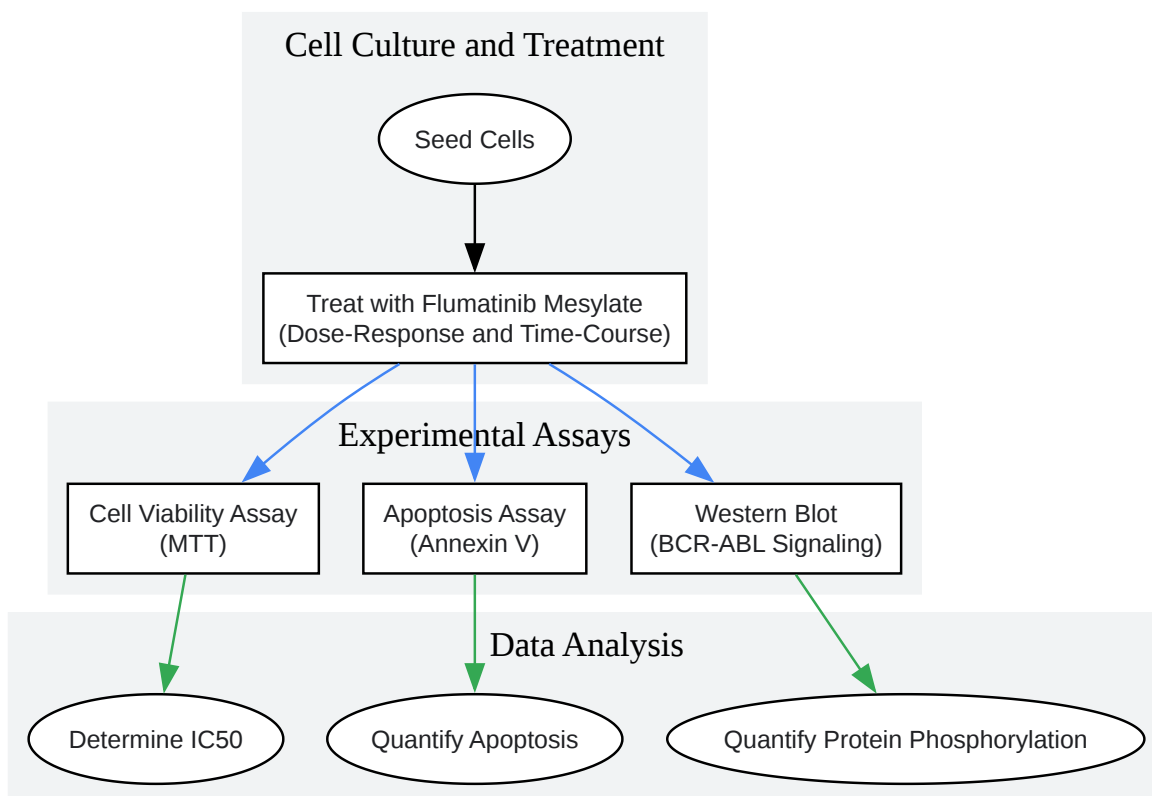 Cell Culture and Treatment
Seed Cells
Treat with Flumatinib Mesylate
(Dose-Response and Time-Course)
Experimental Assays
Cell Viability Assay
(MTT)
Apoptosis Assay
(Annexin V)
Western Blot
(BCR-ABL Signaling)
Data Analysis
Determine IC50
Quantify Apoptosis
Quantify Protein Phosphorylation